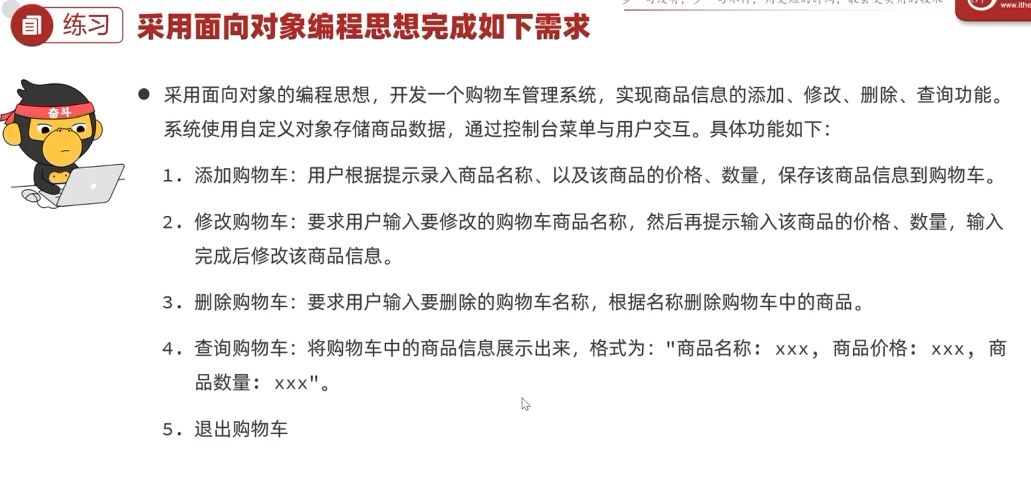 练习
采用面向对象编程思想完成如下需求
www.ithe
奋斗
● 采用面向对象的编程思想，开发一个购物车管理系统，实现商品信息的添加、修改、删除、查询功能。
系统使用自定义对象存储商品数据，通过控制台菜单与用户交互。具体功能如下：
1. 添加购物车：用户根据提示录入商品名称、以及该商品的价格、数量，保存该商品信息到购物车。
2. 修改购物车：要求用户输入要修改的购物车商品名称，然后再提示输入该商品的价格、数量，输入
完成后修改该商品信息。
3. 删除购物车：要求用户输入要删除的购物车名称，根据名称删除购物车中的商品。
4. 查询购物车：将购物车中的商品信息展示出来，格式为："商品名称: xxx, 商品价格: xxx, 商
品数量: xxx"。
5. 退出购物车